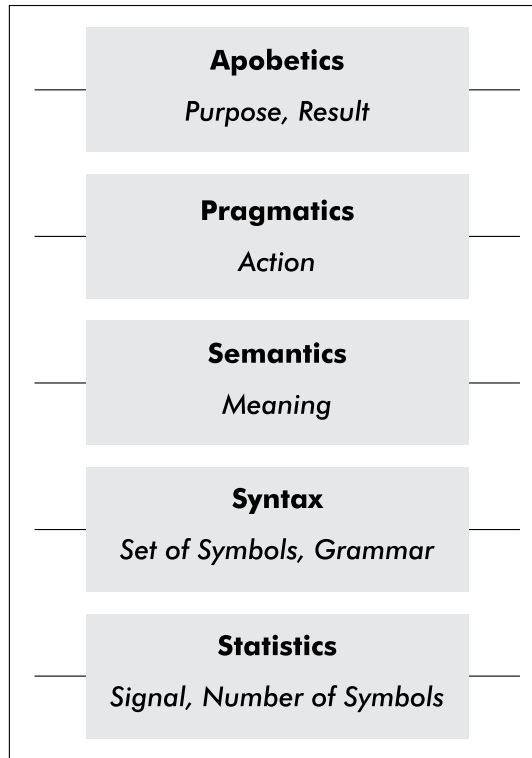 Apobetics
Purpose, Result
Pragmatics
Action
Semantics
Meaning
Syntax
Set of Symbols, Grammar
Statistics
Signal, Number of Symbols